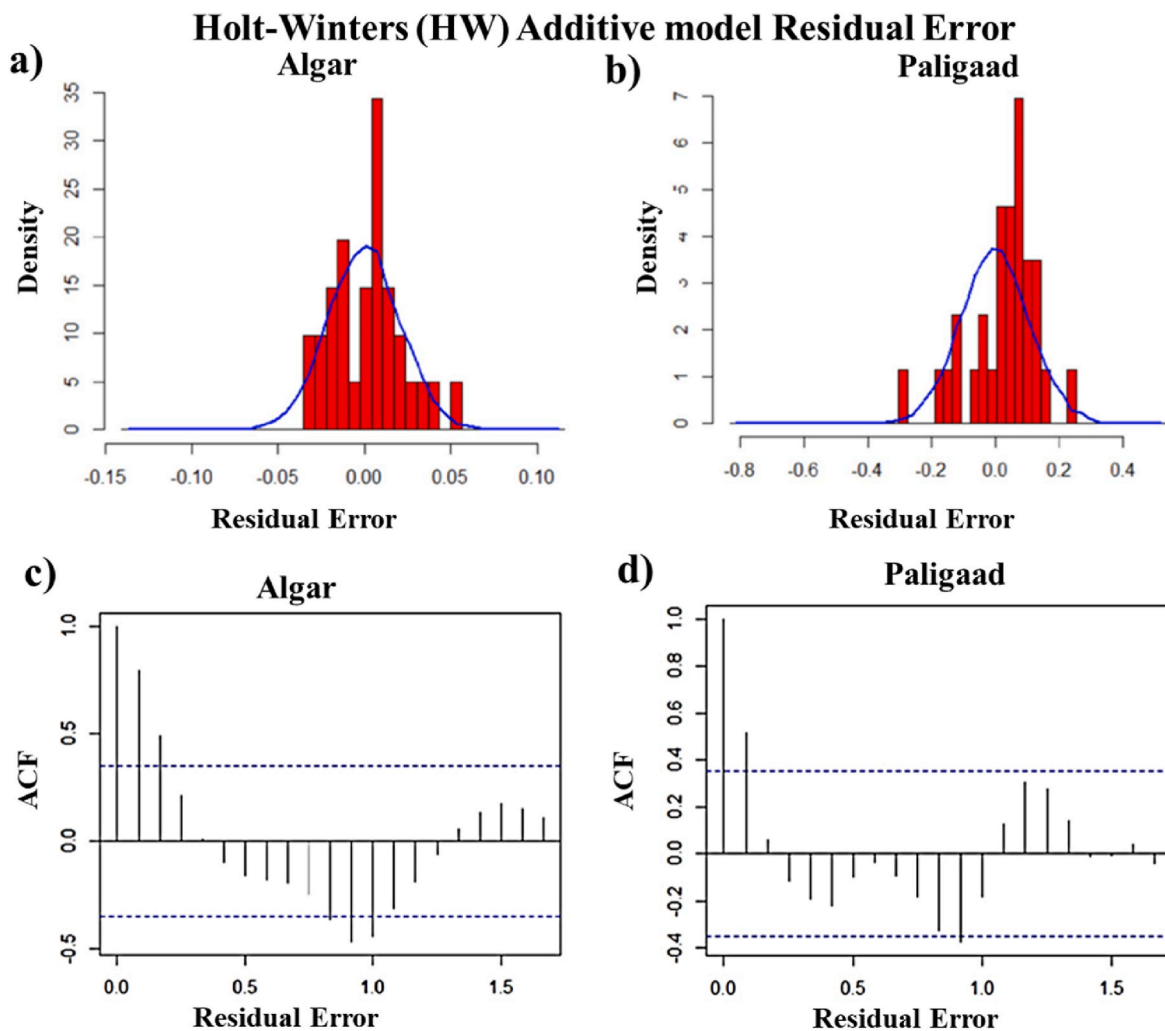 Holt-Winters (HW) Additive model Residual Error
a)
Algar
35
30
25
20
15
10
5
0
Density
-0.15
-0.10
-0.05
0.00
0.05
0.10
Residual Error
b)
Paligaad
7
6
5
4
3
2
1
0
Density
-0.8
-0.6
-0.4
-0.2
0.0
0.2
0.4
Residual Error
c)
Algar
1.0
0.5
0.0
-0.5
ACF
0.0
0.5
1.0
1.5
Residual Error
d)
Paligaad
1.0
0.8
0.6
0.4
0.2
0.0
-0.2
-0.4
ACF
0.0
0.5
1.0
1.5
Residual Error